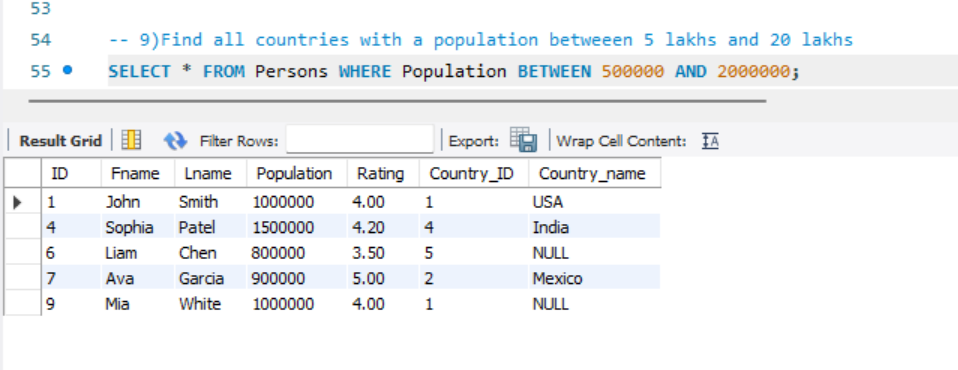 53
54 -- 9)Find all countries with a population betweeen 5 lakhs and 20 lakhs
55 SELECT * FROM Persons WHERE Population BETWEEN 500000 AND 2000000;
Result Grid Filter Rows: Export: Wrap Cell Content: IA
ID Fname Lname Population Rating Country_ID Country_name
1 John Smith 1000000 4.00 1 USA
4 Sophia Patel 1500000 4.20 4 India
6 Liam Chen 800000 3.50 5 NULL
7 Ava Garcia 900000 5.00 2 Mexico
9 Mia White 1000000 4.00 1 NULL